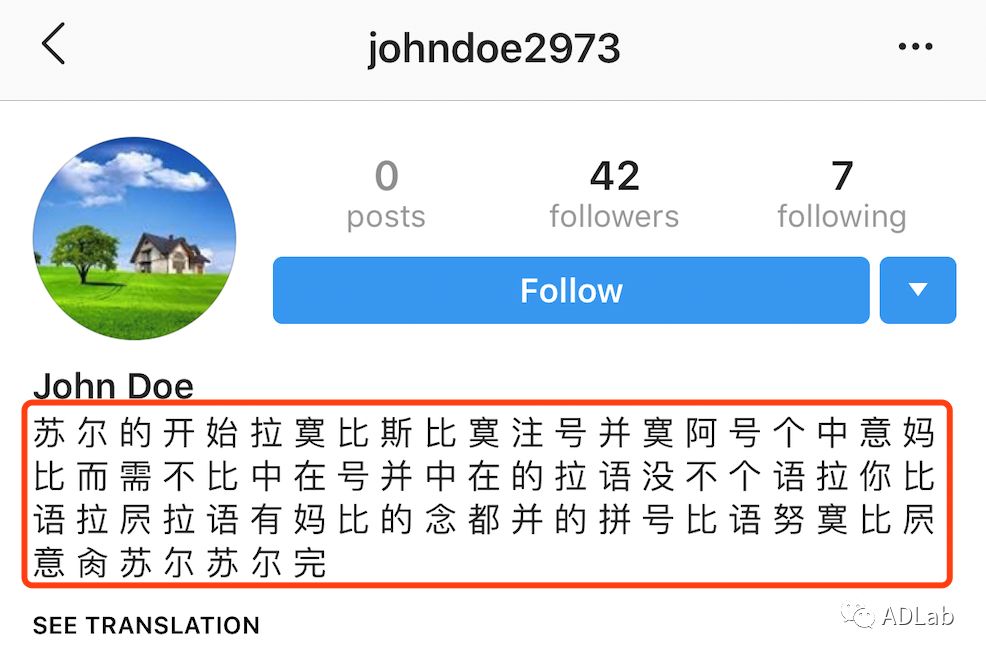 johndoe2973
0 42 7
posts followers following
Follow
John Doe
苏尔的开始拉寞比斯比寞注号并寞阿号个中意妈
比而需不比中在号并中在的拉语没不个语拉你比
语拉屄拉语有妈比的念都并的拼号比语努寞比屄
意肏苏尔苏尔完
SEE TRANSLATION
ADLab